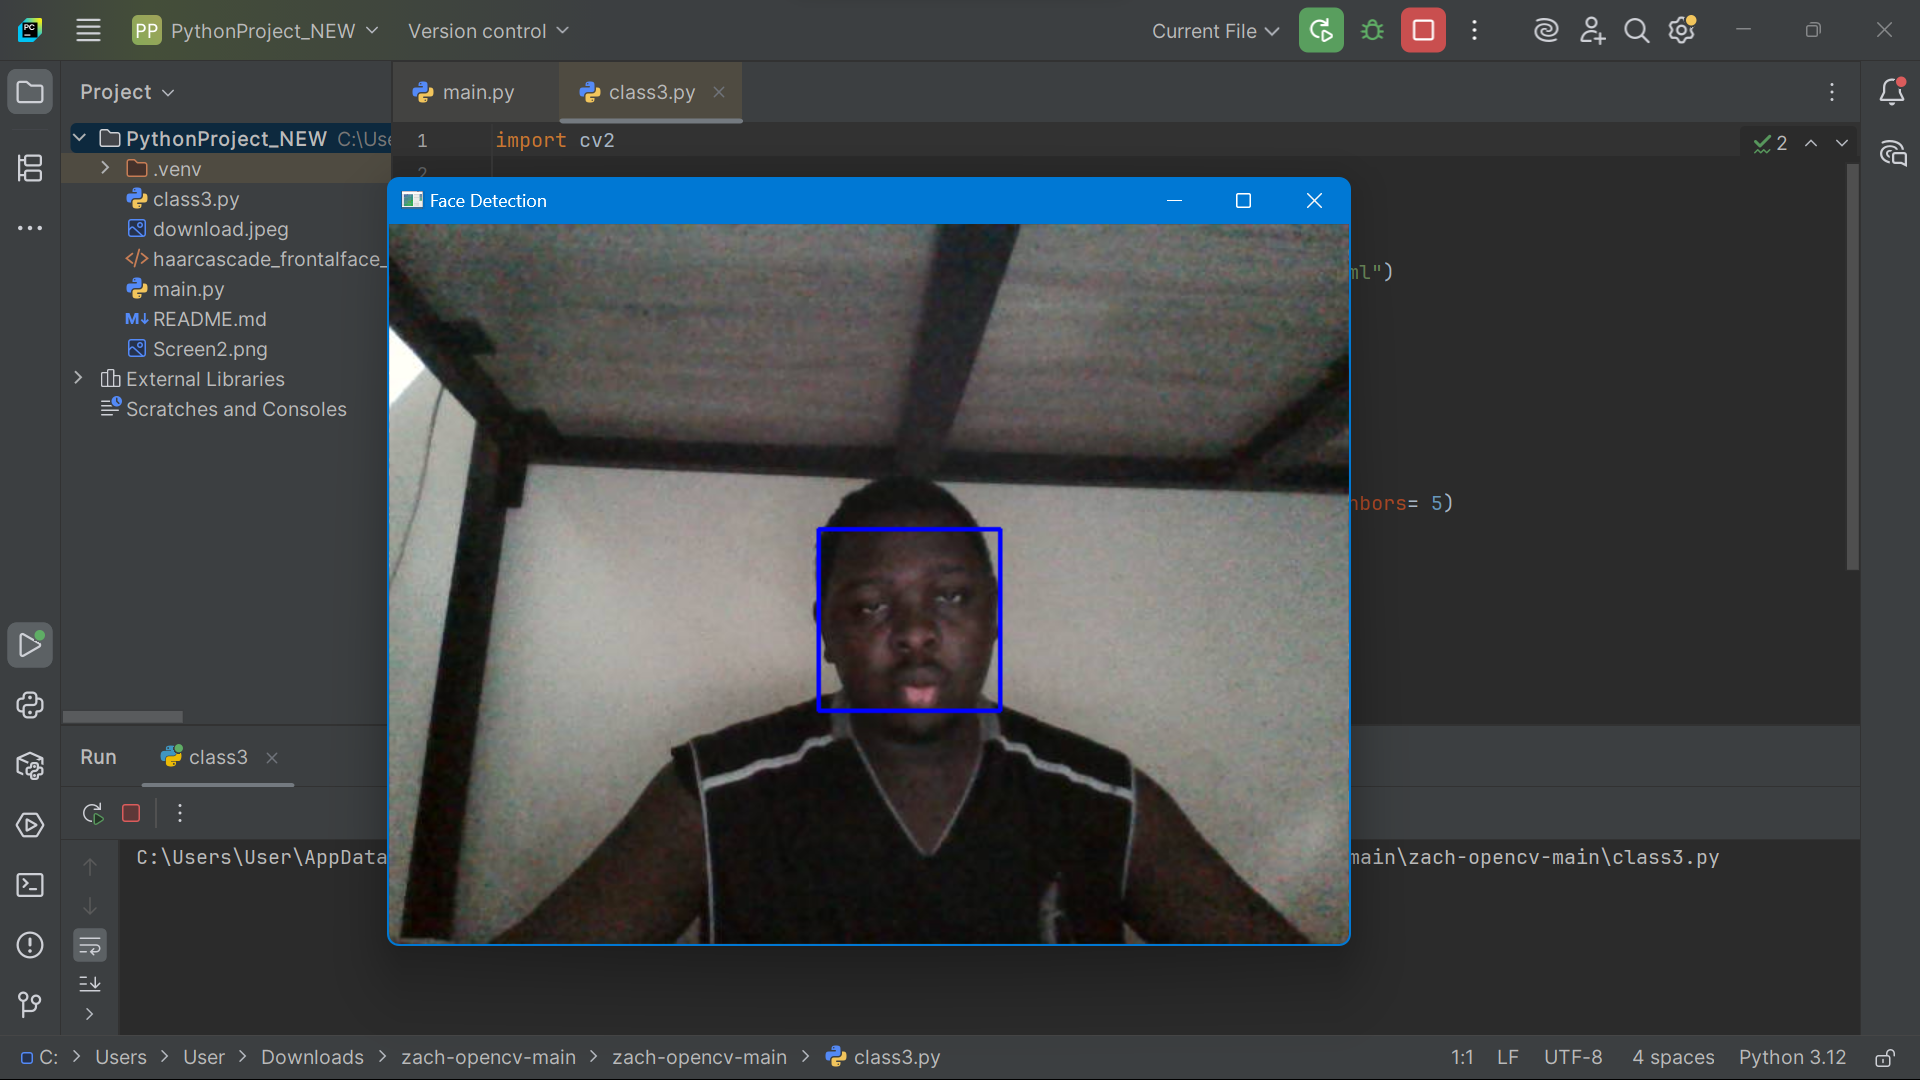 PC
PP PythonProject_NEW Version control Current File
Project main.py class3.py
PythonProject_NEW C:\Use 1 import cv2 2
.venv 2
class3.py Face Detection
download.jpeg
haarcascade_frontalface_ ml")
main.py
README.md
Screen2.png
External Libraries
Scratches and Consoles
nbors= 5)
Run class3
C:\Users\User\AppData main\zach-opencv-main\class3.py
C: > Users > User > Downloads > zach-opencv-main > zach-opencv-main > class3.py 1:1 LF UTF-8 4 spaces Python 3.12